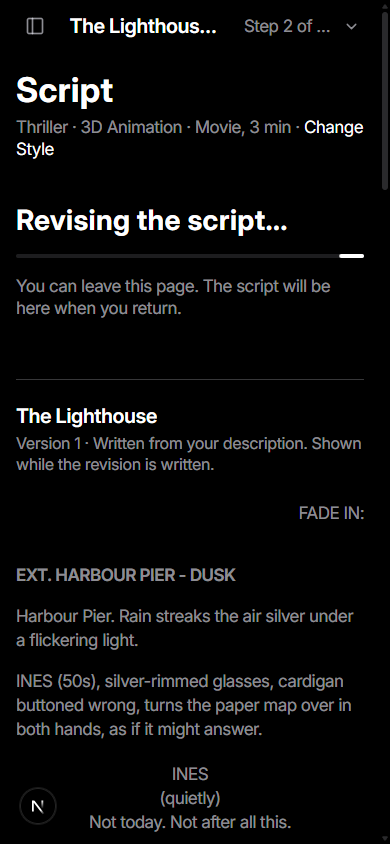 The Lighthous...
Step 2 of ...
Script
Thriller · 3D Animation · Movie, 3 min · Change
Style
Revising the script...
You can leave this page. The script will be
here when you return.
The Lighthouse
Version 1 · Written from your description. Shown
while the revision is written.
FADE IN:
EXT. HARBOUR PIER - DUSK
Harbour Pier. Rain streaks the air silver under
a flickering light.
INES (50s), silver-rimmed glasses, cardigan
buttoned wrong, turns the paper map over in
both hands, as if it might answer.
INES
(quietly)
Not today. Not after all this.
N